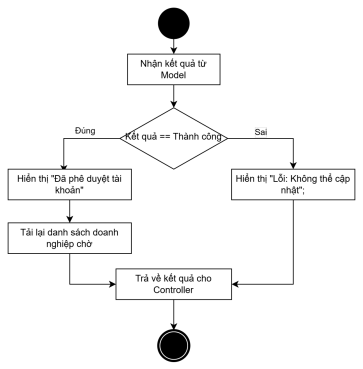 Nhận kết quả từ
Model
Kết quả == Thành công
Đúng
Sai
Hiển thị "Đã phê duyệt tài
khoản"
Hiển thị "Lỗi: Không thể cập
nhật";
Tải lại danh sách doanh
nghiệp chờ
Trả về kết quả cho
Controller